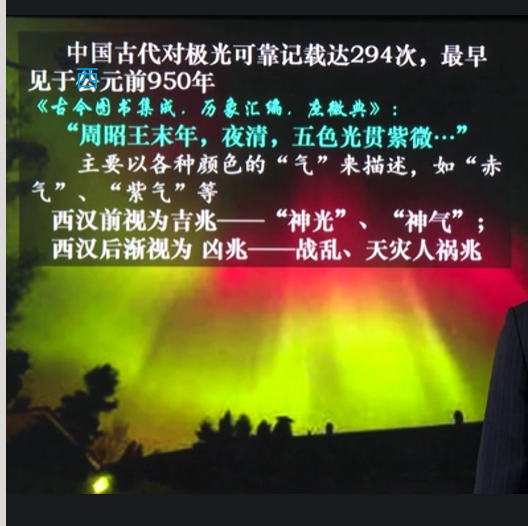 中国古代对极光可靠记载达294次，最早
见于西元前950年
《古今图书集成．历象汇编．庶徵典》：
“周昭王末年，夜清，五色光贯紫微…”
主要以各种颜色的“气”来描述，如“赤
气”、“紫气”等
西汉前视为吉兆——“神光”、“神气”；
西汉后渐视为 凶兆——战乱、天灾人祸兆